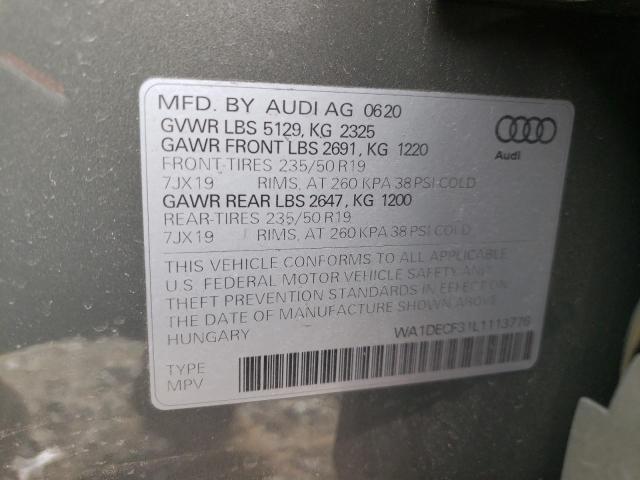 MFD. BY AUDI AG 0620
GVWR LBS 5129, KG 2325
GAWR FRONT LBS 2691, KG 1220
FRONT-TIRES 235/50 R19
7JX19 RIMS, AT 260 KPA 38 PSI COLD
GAWR REAR LBS 2647, KG 1200
REAR-TIRES 235/50 R19
7JX19 RIMS, AT 260 KPA 38 PSI COLD
Audi
THIS VEHICLE CONFORMS TO ALL APPLICABLE
U.S. FEDERAL MOTOR VEHICLE SAFETY AND
THEFT PREVENTION STANDARDS IN EFFECT ON
THE DATE OF MANUFACTURE SHOWN ABOVE.
HUNGARY WA1DECF31L1113776
TYPE
MPV